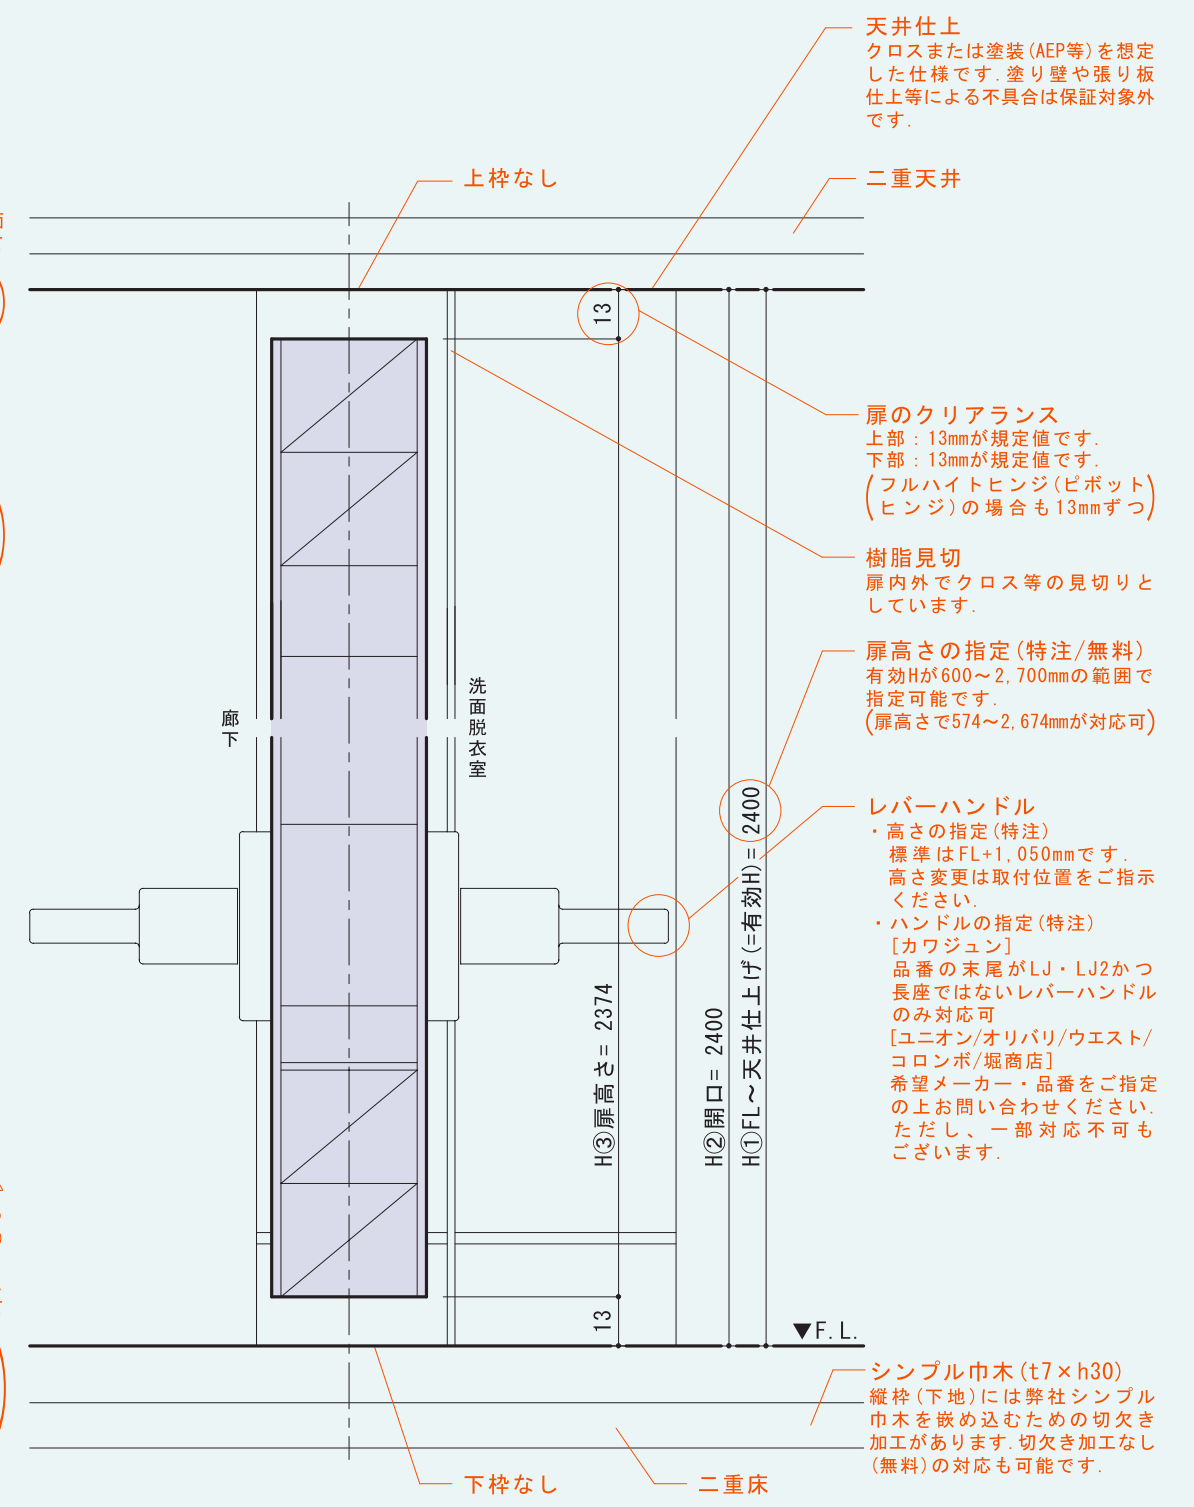 天井仕上
クロスまたは塗装(AEP等)を想定
した仕様です.塗り壁や張り板
仕上等による不具合は保証対象外
です.
上枠なし
二重天井
13
扉のクリアランス
上部：13mmが規定値です.
下部：13mmが規定値です.
(フルハイトヒンジ(ピボット
ヒンジ)の場合も13mmずつ)
樹脂見切
扉内外でクロス等の見切りと
しています.
扉高さの指定(特注/無料)
有効Hが600～2,700mmの範囲で
指定可能です.
(扉高さで574～2,674mmが対応可)
廊下
洗面脱衣室
レバーハンドル
・高さの指定(特注)
標準はFL+1,050mmです.
高さ変更は取付位置をご指示
ください.
・ハンドルの指定(特注)
[カワジュン]
品番の末尾がLJ・LJ2かつ
長座ではないレバーハンドル
のみ対応可
[ユニオン/オリバリ/ウエスト/
コロンボ/堀商店]
希望メーカー・品番をご指定
の上お問い合わせください.
ただし、一部対応不可も
ございます.
H③扉高さ= 2374
H②開口= 2400
H①FL～天井仕上げ(=有効H)= 2400
13
▼F.L.
シンプル巾木(t7×h30)
縦枠(下地)には弊社シンプル
巾木を嵌め込むための切欠き
加工があります.切欠き加工なし
(無料)の対応も可能です.
下枠なし
二重床